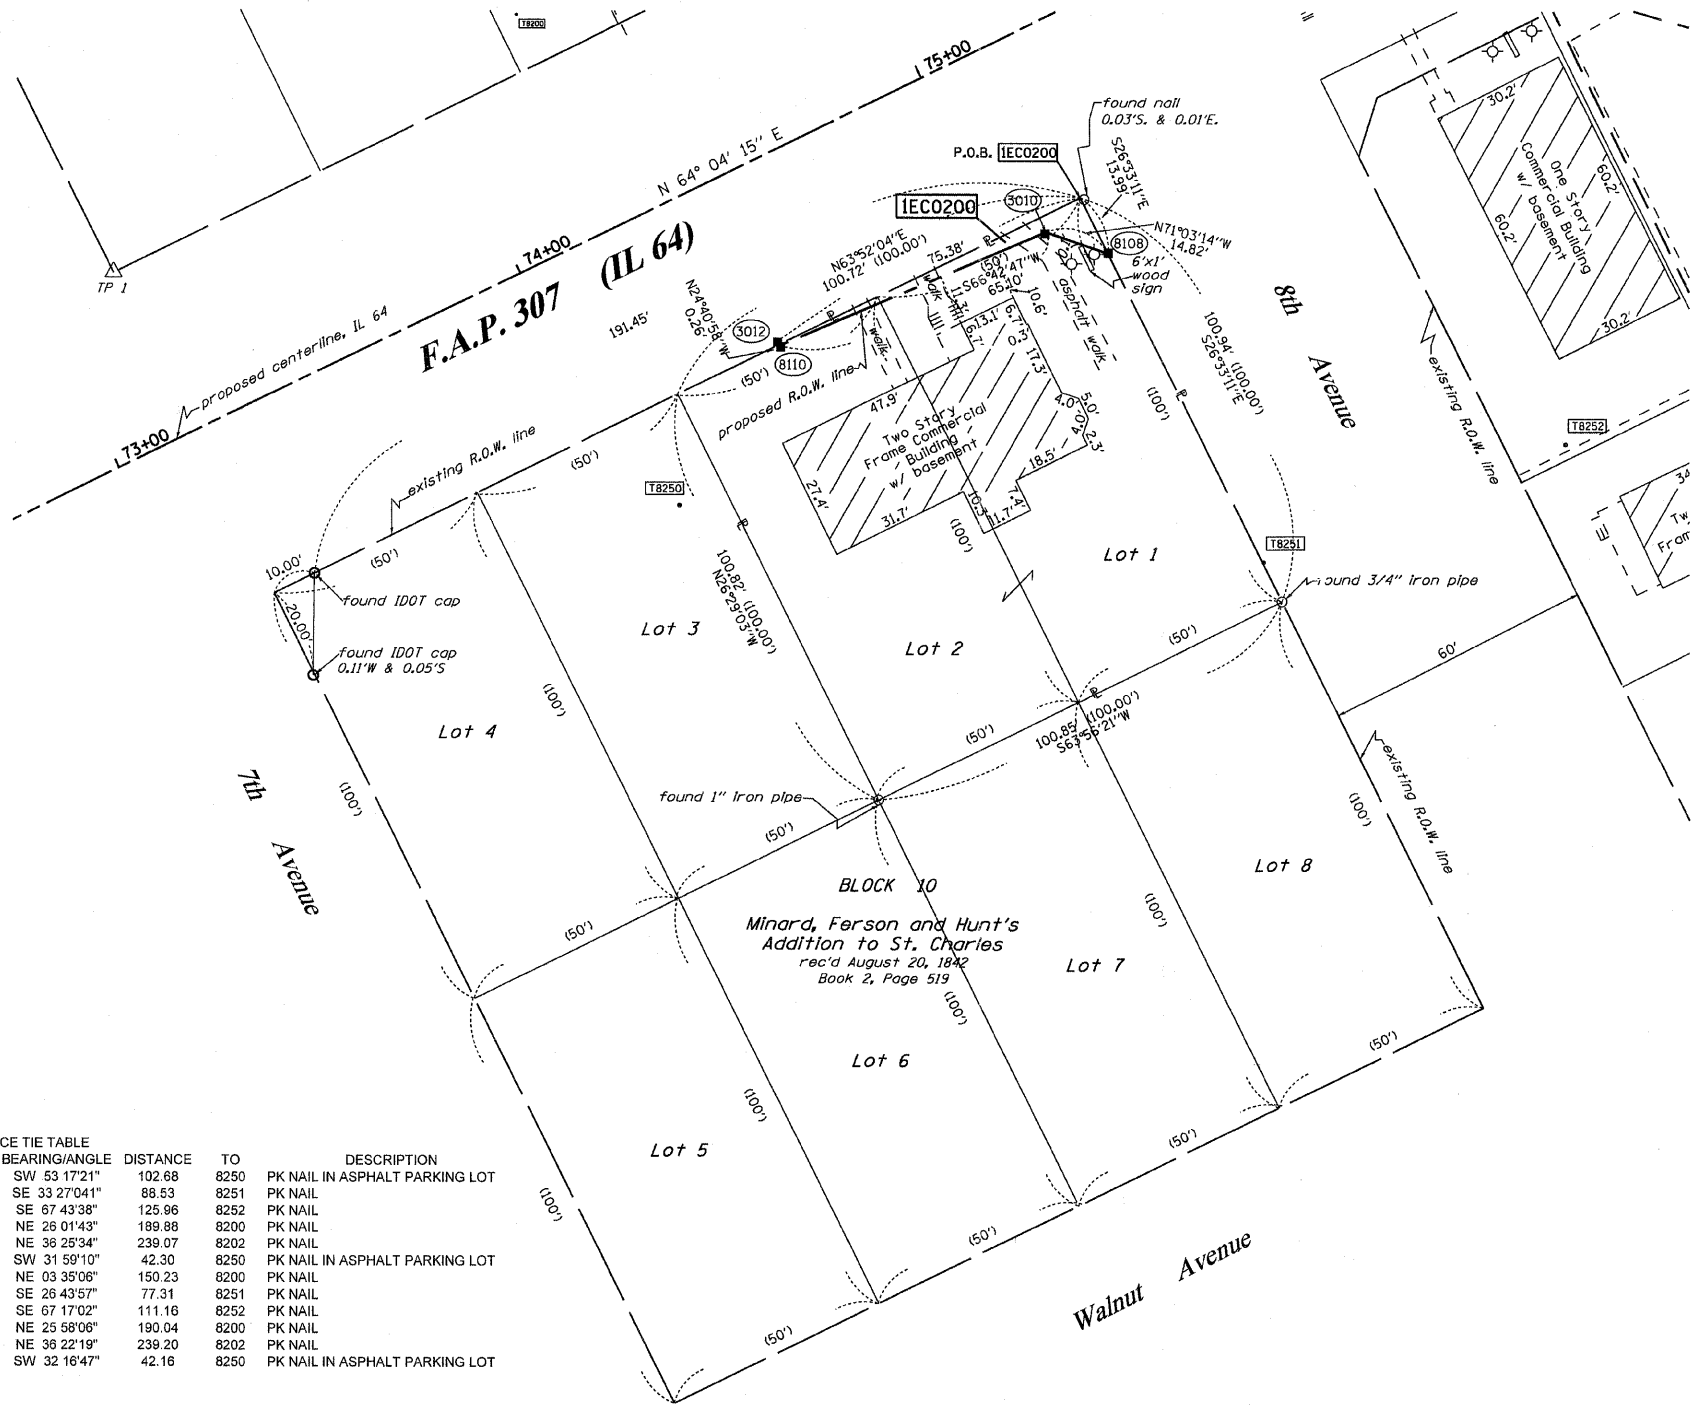 T8200
75+00
found nail
0.03'S. & 0.01'E.
P.O.B. 1EC0200
S26°33'11"E
13.99'
N 64° 04' 15" E
1EC0200
3010
N71°03'14"W
14.82'
8108
6'x1'
wood
sign
74+00
F.A.P. 307 (IL 64)
N63°52'04"E
100.72' (100.00')
75.38'
(50')
S66°42'47"W
65.10'
walk
asphalt walk
10.6'
11.3'
13.1'
6.7'
6.7'
0.3'
17.3'
N24°40'58"W
0.26'
3012
8110
191.45'
walk
(50')
proposed R.O.W. line
TP 1
proposed centerline, IL 64
73+00
existing R.O.W. line
(50')
(50')
10.00'
20.00'
found IDOT cap
found IDOT cap
0.11'W & 0.05'S
T8250
47.9'
Two Story
Frame Commercial
Building
w/ basement
27.4'
31.7'
10.3'
11.7'
7.4'
18.5'
4.0'
5.0'
4.0'
2.3'
30.2'
One Story
Commercial Building
w/ basement
60.2'
60.2'
30.2'
8th Avenue
100.94' (100.00')
S26°33'11"E
(100')
existing R.O.W. line
T8252
T8251
found 3/4" iron pipe
60'
34
Tw
Fram
(100')
Lot 1
Lot 2
Lot 3
Lot 4
100.82' (100.00')
N26°29'03"W
(100')
(50')
(50')
100.85' (100.00')
S63°56'21"W
7th Avenue
(100')
found 1" iron pipe
(50')
(50')
existing R.O.W. line
(100')
BLOCK 10
Minard, Ferson and Hunt's
Addition to St. Charles
rec'd August 20, 1842
Book 2, Page 519
Lot 8
Lot 7
Lot 6
Lot 5
(100')
(100')
(100')
(100')
(50')
(50')
(50')
(50')
Walnut Avenue
CE TIE TABLE
BEARING/ANGLE DISTANCE TO DESCRIPTION
SW 53 17'21" 102.68 8250 PK NAIL IN ASPHALT PARKING LOT
SE 33 27'041" 88.53 8251 PK NAIL
SE 67 43'38" 125.96 8252 PK NAIL
NE 26 01'43" 189.88 8200 PK NAIL
NE 36 25'34" 239.07 8202 PK NAIL
SW 31 59'10" 42.30 8250 PK NAIL IN ASPHALT PARKING LOT
NE 03 35'06" 150.23 8200 PK NAIL
SE 26 43'57" 77.31 8251 PK NAIL
SE 67 17'02" 111.16 8252 PK NAIL
NE 25 58'06" 190.04 8200 PK NAIL
NE 36 22'19" 239.20 8202 PK NAIL
SW 32 16'47" 42.16 8250 PK NAIL IN ASPHALT PARKING LOT